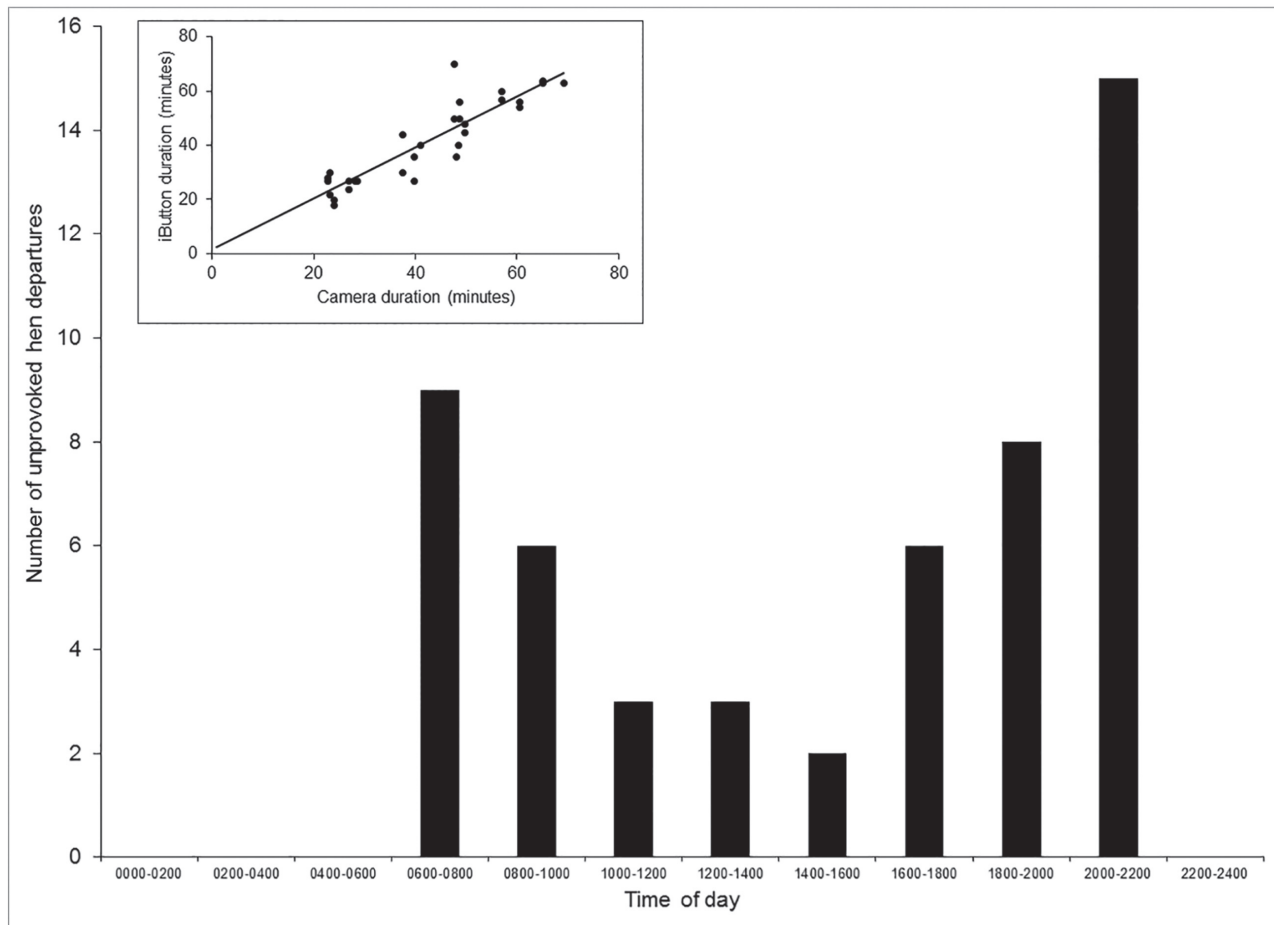 16
14
12
10
8
6
4
2
0
Number of unprovoked hen departures
80
60
40
20
0
iButton duration (minutes)
0 20 40 60 80
Camera duration (minutes)
0000-0200 0200-0400 0400-0600 0600-0800 0800-1000 1000-1200 1200-1400 1400-1600 1600-1800 1800-2000 2000-2200 2200-2400
Time of day